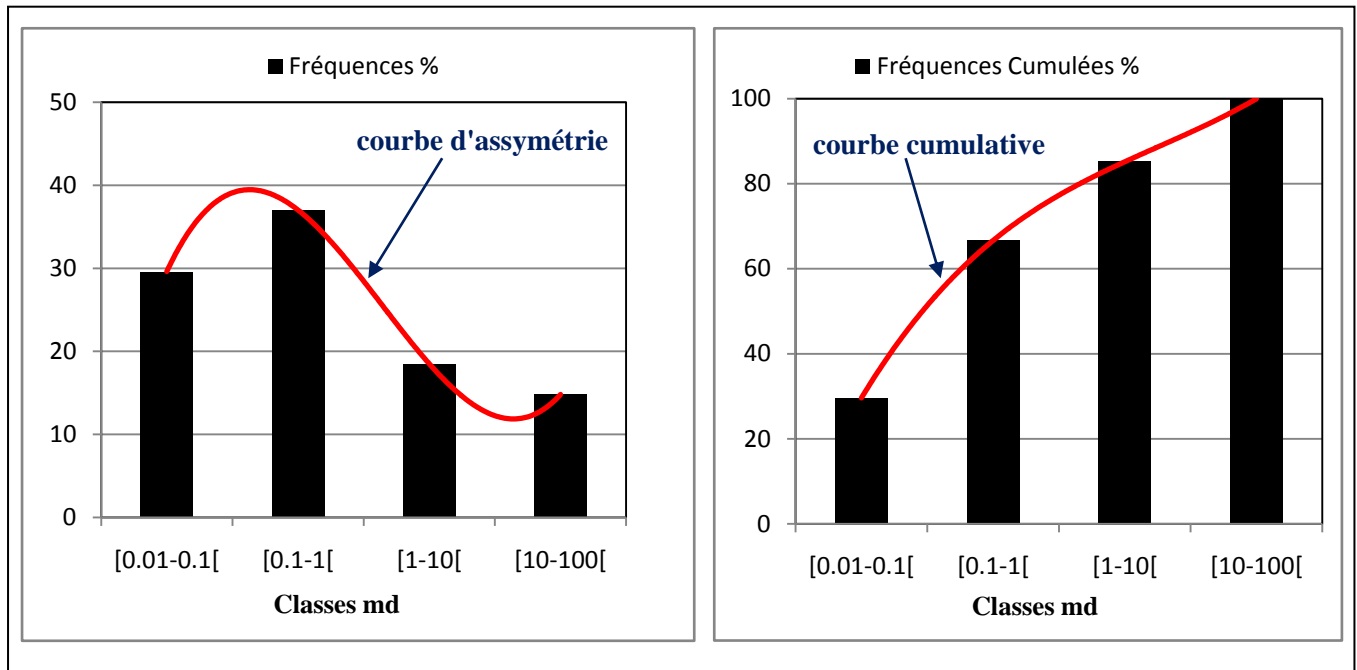 Fréquences %
50
40
30
20
10
0
courbe d'assymétrie
[0.01-0.1[ [0.1-1[ [1-10[ [10-100[
Classes md
Fréquences Cumulées %
100
80
60
40
20
0
courbe cumulative
[0.01-0.1[ [0.1-1[ [1-10[ [10-100[
Classes md